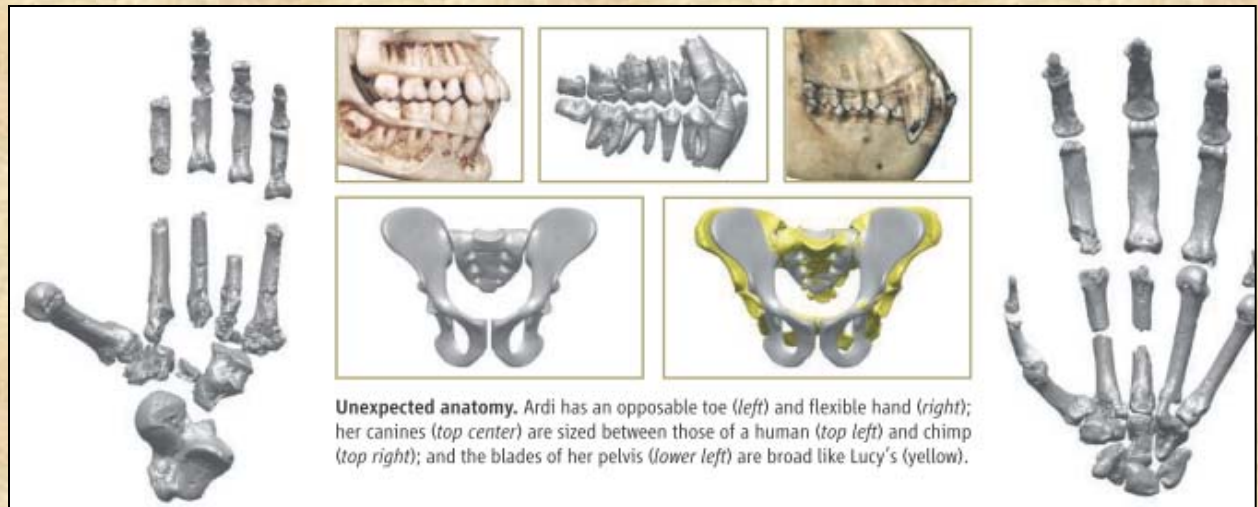 Unexpected anatomy. Ardi has an opposable toe (left) and flexible hand (right);
her canines (top center) are sized between those of a human (top left) and chimp
(top right); and the blades of her pelvis (lower left) are broad like Lucy's (yellow).